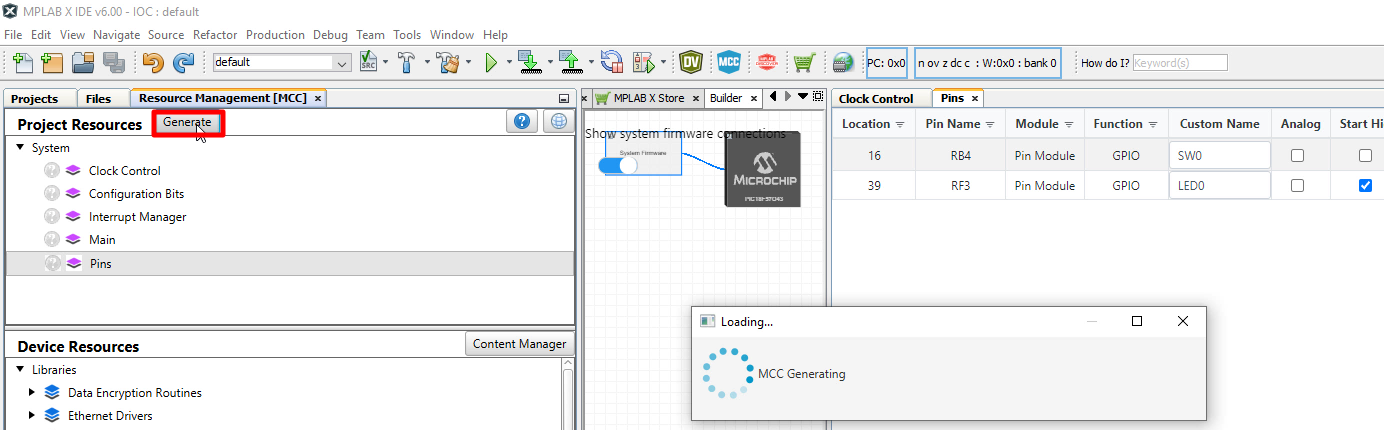 MPLAB X IDE v6.00 - IOC : default
File Edit View Navigate Source Refactor Production Debug Team Tools Window Help
default
SRC
DV
MCC
PC: 0x0
n ov z dc c : W:0x0 : bank 0
How do I? Keyword(s)
Projects Files Resource Management [MCC] ×
Project Resources Generate
System
Clock Control
Configuration Bits
Interrupt Manager
Main
Pins
Device Resources Content Manager
Libraries
Data Encryption Routines
Ethernet Drivers
MPLAB X Store × Builder ×
Show system firmware connections
System Firmware
MICROCHIP
Clock Control Pins ×
Location Pin Name Module Function Custom Name Analog Start Hi
16 RB4 Pin Module GPIO SW0
39 RF3 Pin Module GPIO LED0
Loading...
MCC Generating